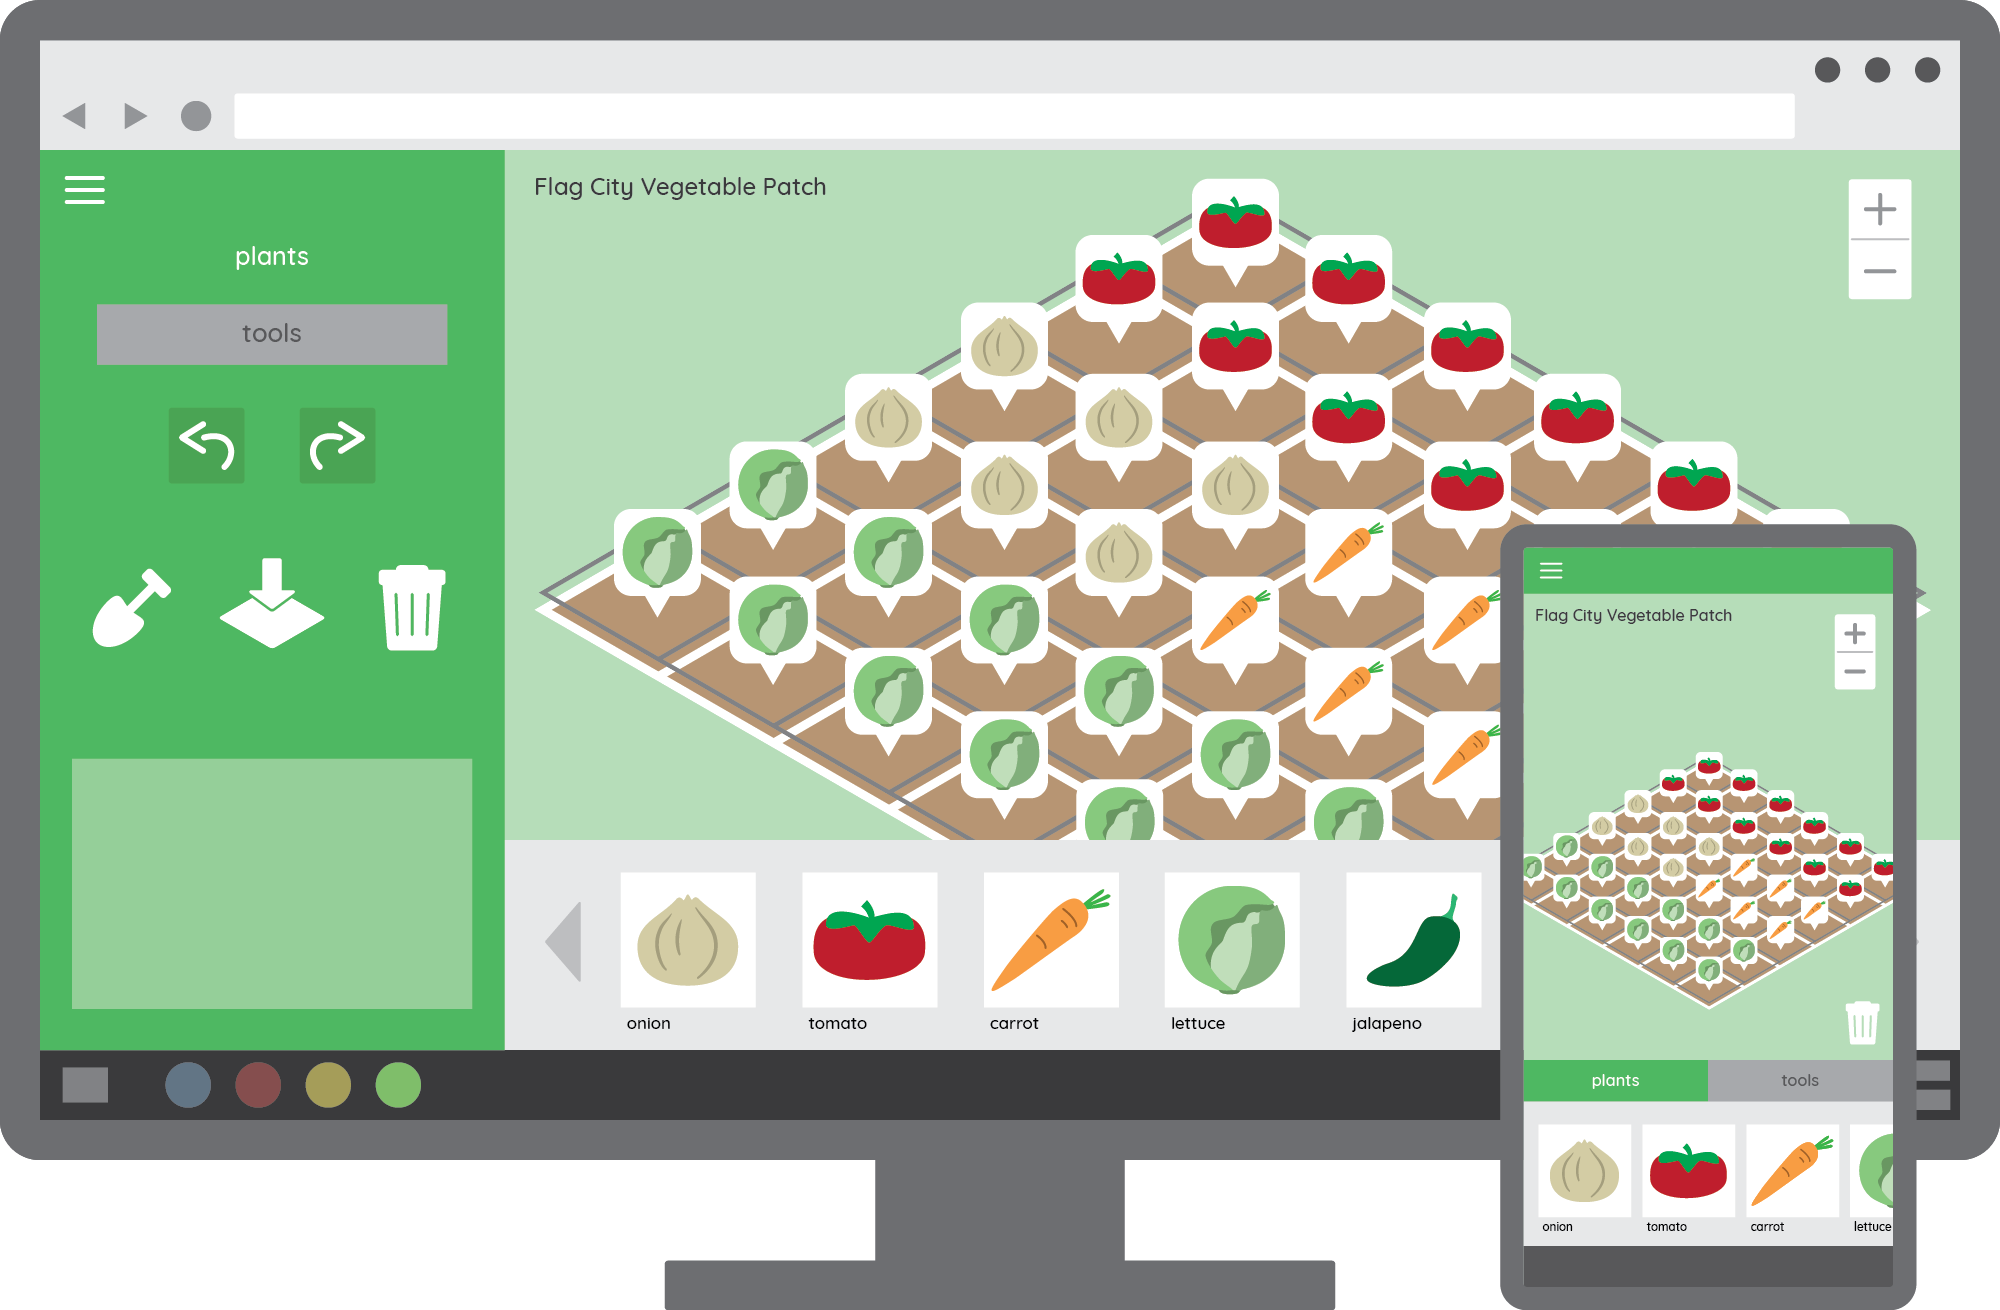 Flag City Vegetable Patch
plants
tools
onion
tomato
carrot
lettuce
jalapeno
Flag City Vegetable Patch
plants
tools
onion
tomato
carrot
lettuce